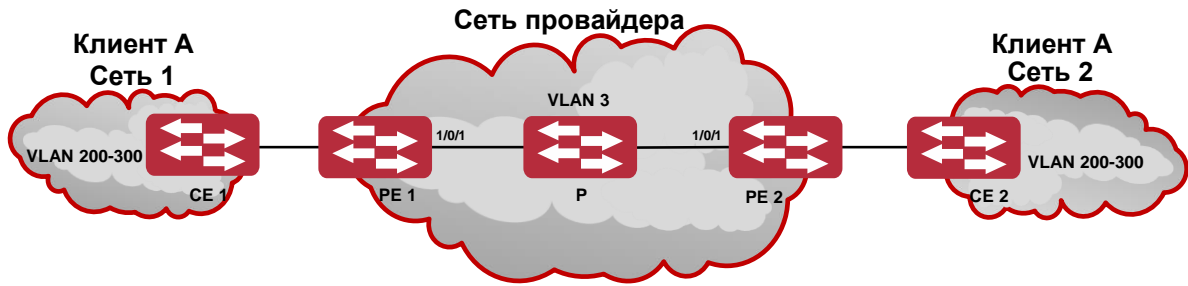 Сеть провайдера
Клиент А
Сеть 1
Клиент А
Сеть 2
VLAN 3
1/0/1
1/0/1
VLAN 200-300
VLAN 200-300
CE 1
PE 1
P
PE 2
CE 2